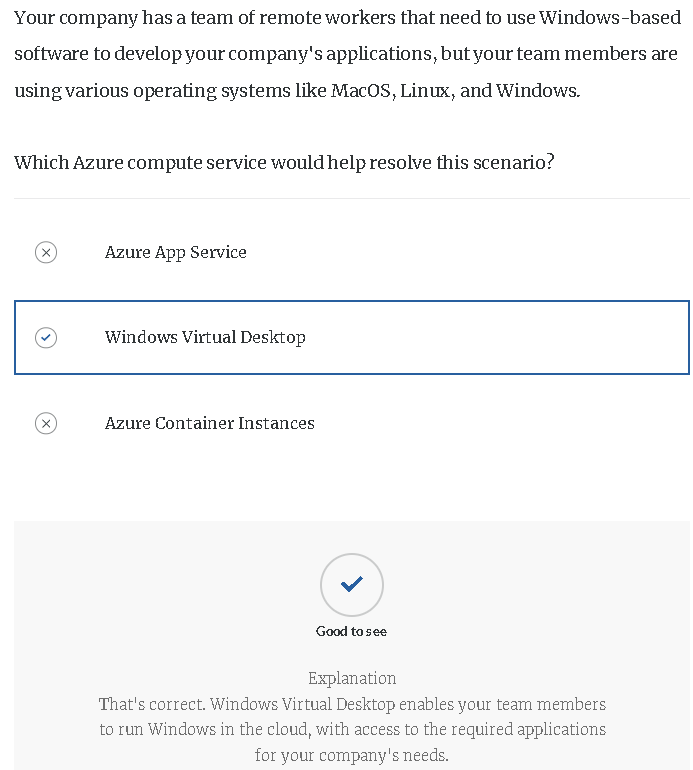 Your company has a team of remote workers that need to use Windows-based
software to develop your company's applications, but your team members are
using various operating systems like MacOS, Linux, and Windows.
Which Azure compute service would help resolve this scenario?
Azure App Service
Windows Virtual Desktop
Azure Container Instances
Good to see
Explanation
That's correct. Windows Virtual Desktop enables your team members
to run Windows in the cloud, with access to the required applications
for your company's needs.